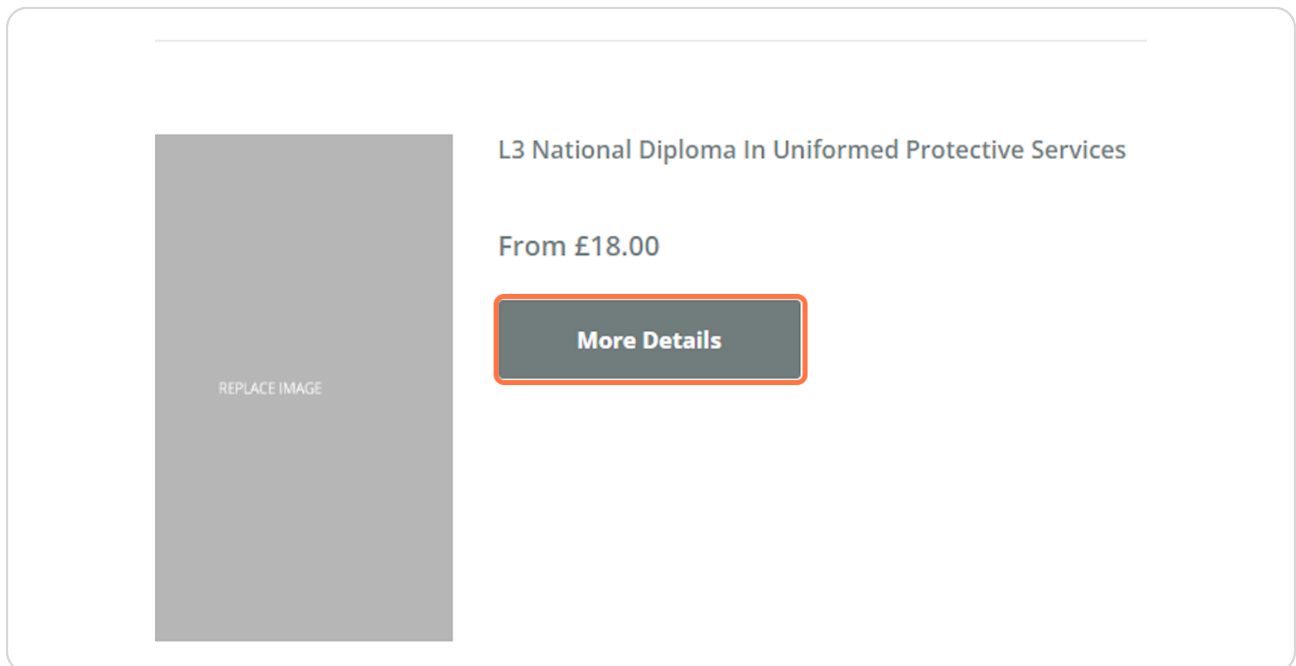 L3 National Diploma In Uniformed Protective Services
From £18.00
More Details
REPLACE IMAGE